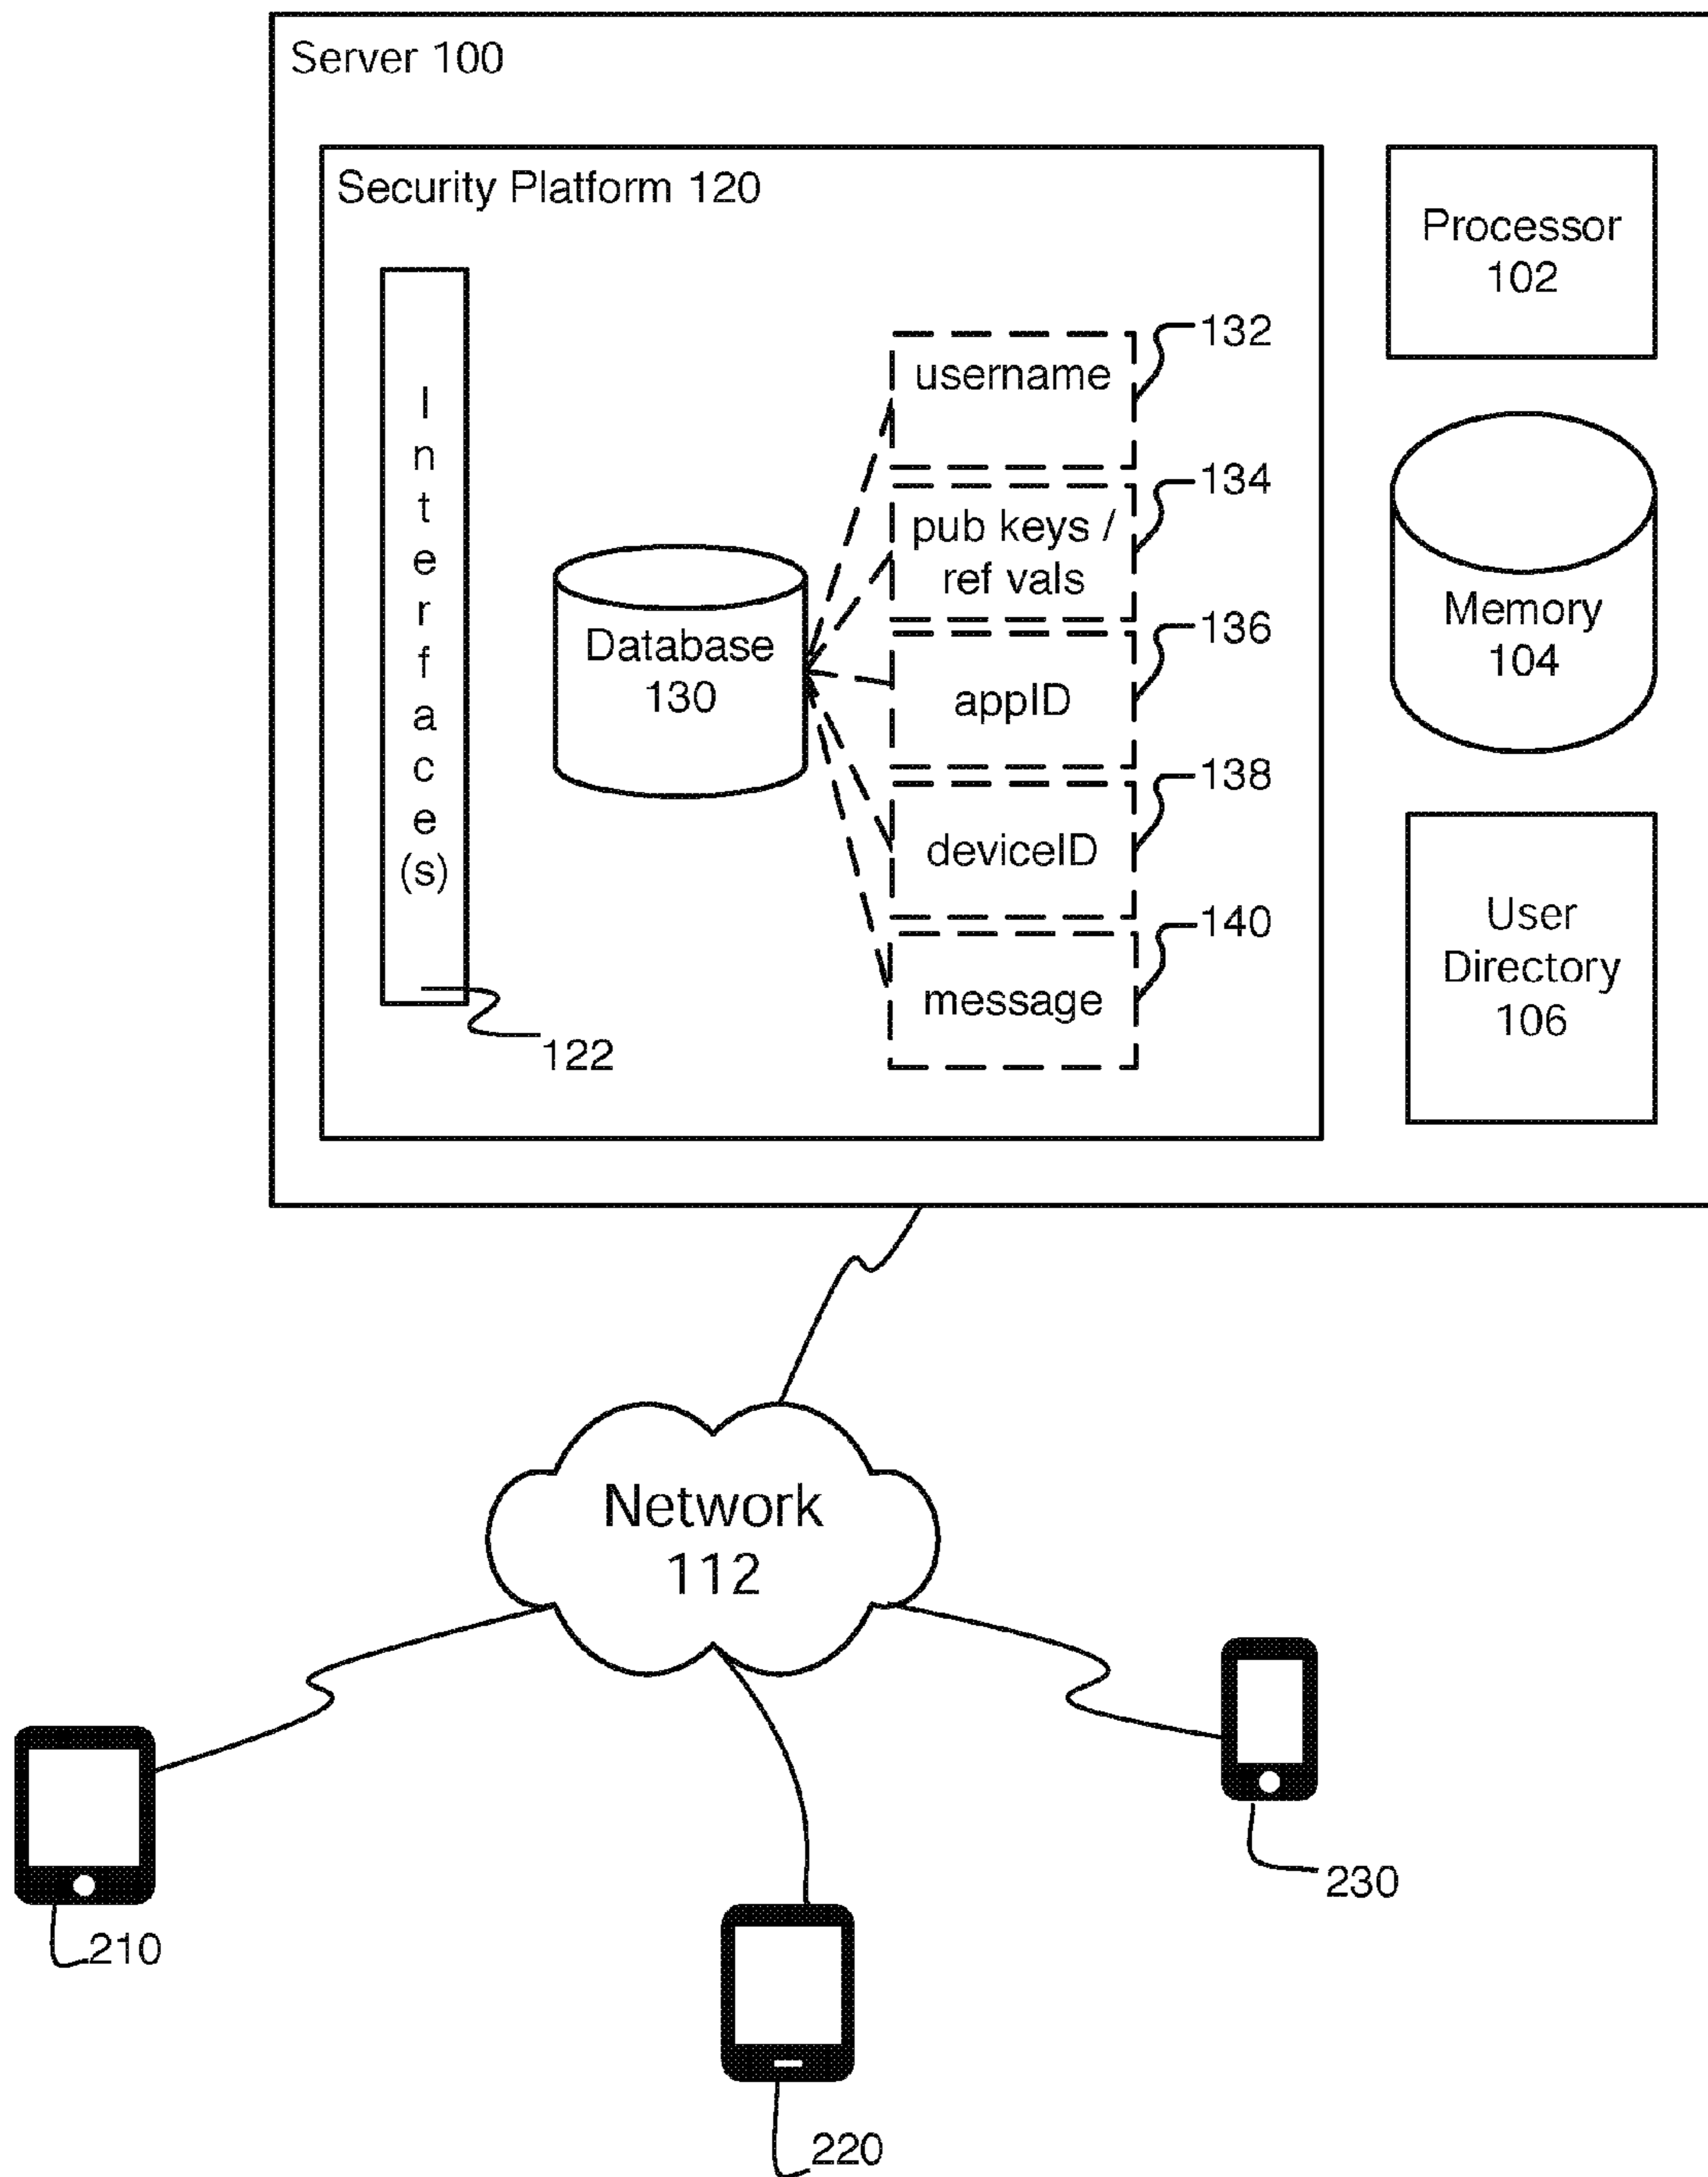 Server 100
Security Platform 120
Processor
102
132
username
I
n
t
e
r
f
a
c
e
(s)
134
pub keys /
ref vals
Memory
104
136
Database
130
appID
138
deviceID
140
User
Directory
106
message
122
Network
112
230
210
220